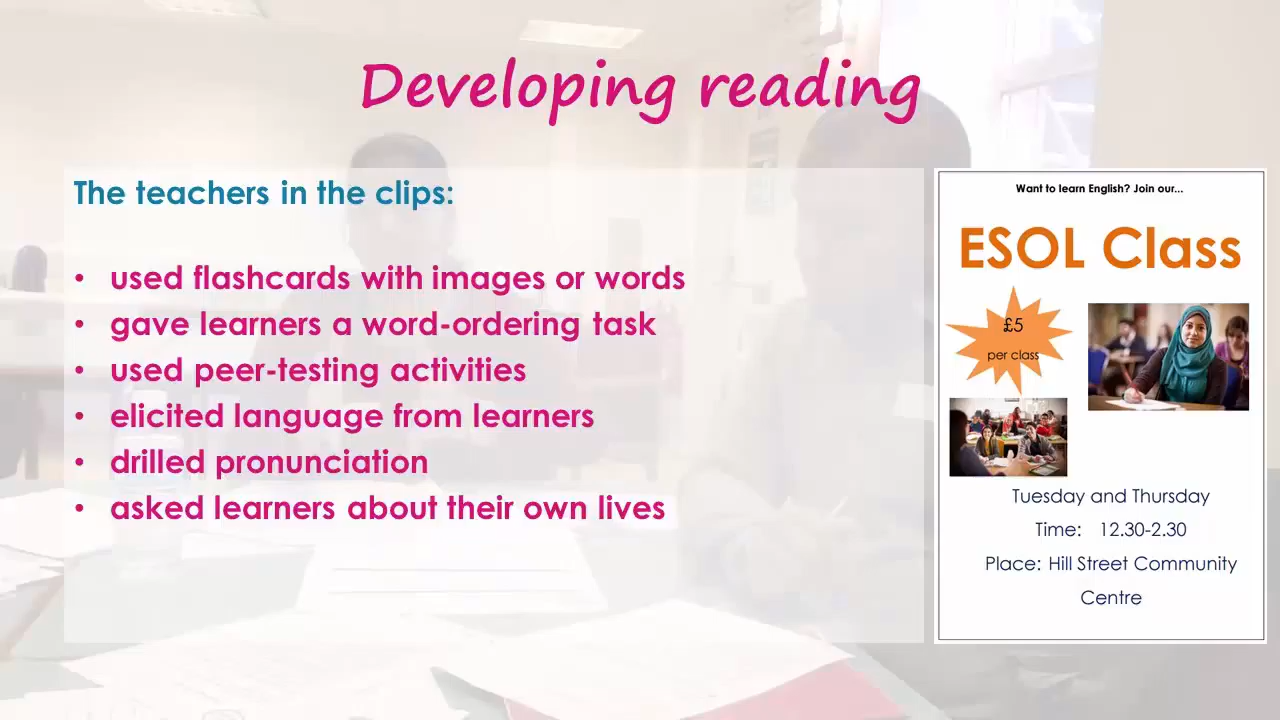 Developing reading
The teachers in the clips:
• used flashcards with images or words
• gave learners a word-ordering task
• used peer-testing activities
• elicited language from learners
• drilled pronunciation
• asked learners about their own lives
Want to learn English? Join our...
ESOL Class
£5
per class
Tuesday and Thursday
Time: 12.30-2.30
Place: Hill Street Community
Centre